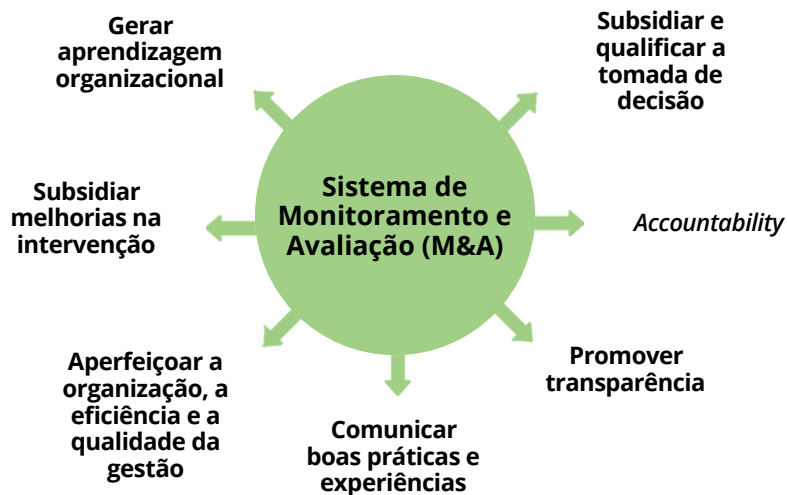 Gerar
aprendizagem
organizacional
Subsidiar e
qualificar a
tomada de
decisão
Subsidiar
melhorias na
intervenção
Sistema de
Monitoramento e
Avaliação (M&A)
Accountability
Aperfeiçoar a
organização, a
eficiência e a
qualidade da
gestão
Comunicar
boas práticas e
experiências
Promover
transparência